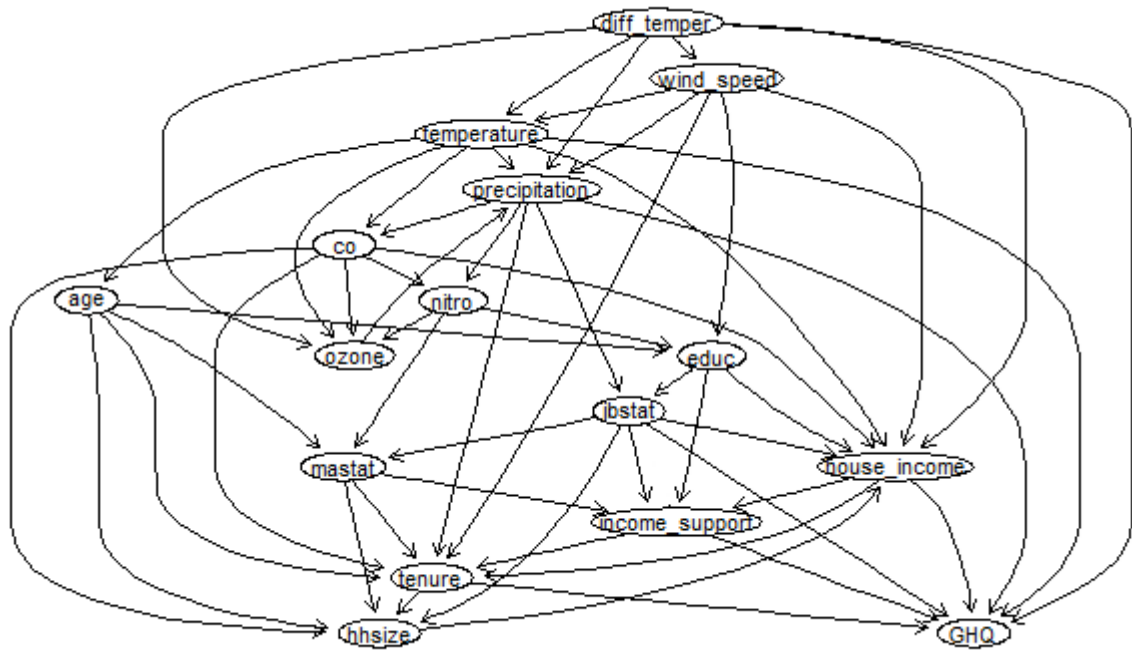 diff_temper
wind_speed
temperature
precipitation
co
age
nitro
ozone
educ
jbstat
mastat
house_income
income_support
tenure
hhsize
GHQ